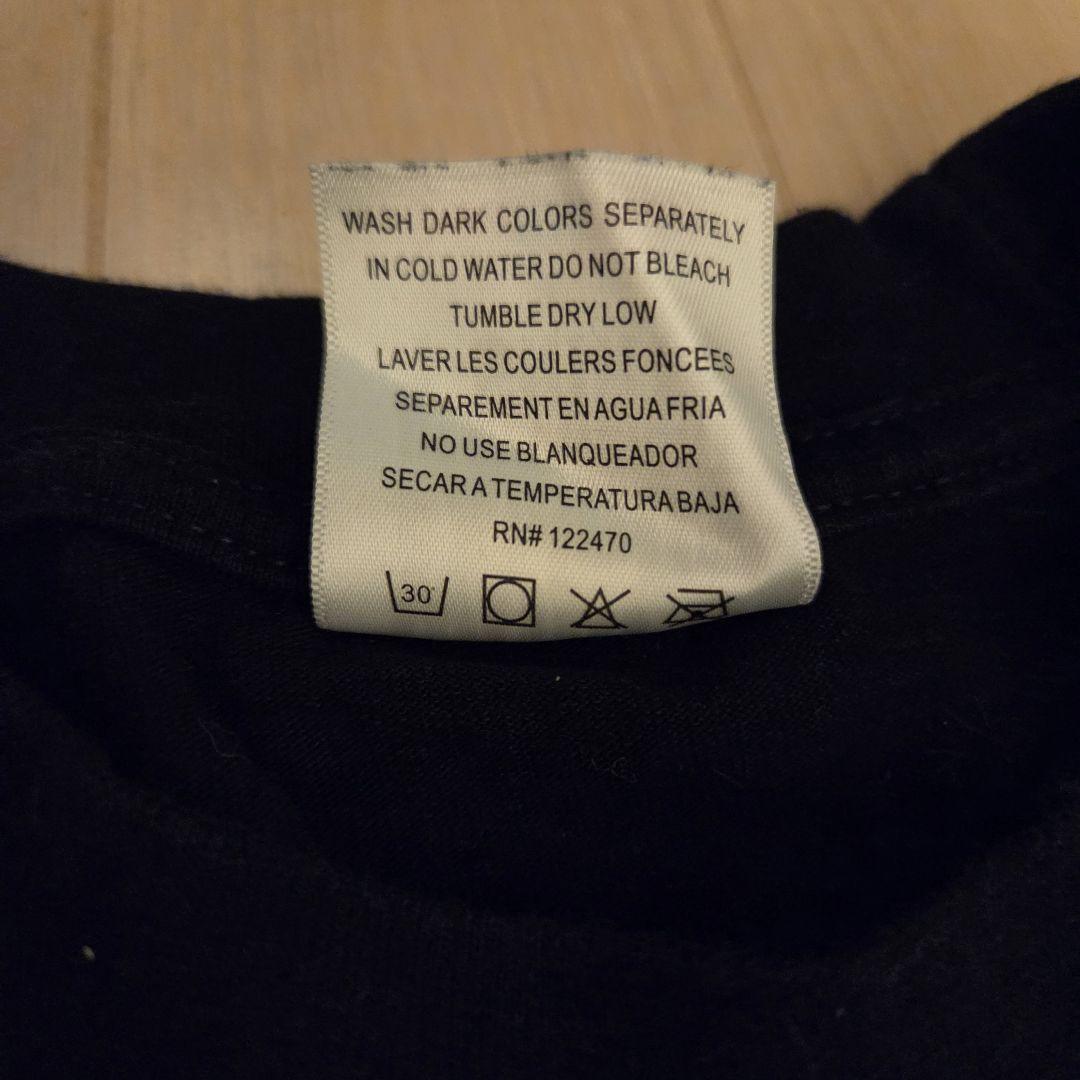 WASH DARK COLORS SEPARATELY
IN COLD WATER DO NOT BLEACH
TUMBLE DRY LOW
LAVER LES COULERS FONCEES
SEPAREMENT EN AGUA FRIA
NO USE BLANQUEADOR
SECAR A TEMPERATURA BAJA
RN# 122470
30°